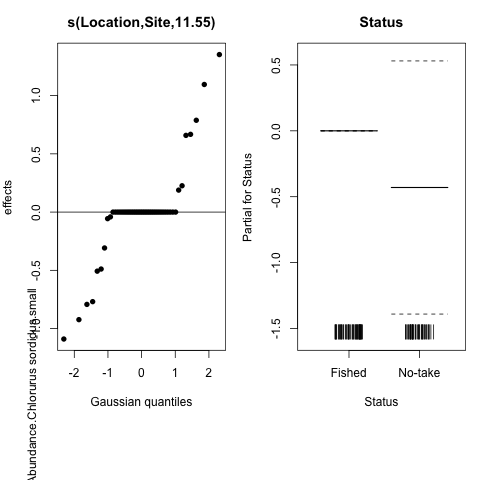 s(Location,Site,11.55)
effects
1.0
0.5
0.0
-0.5
-1.0
-2 -1 0 1 2
Gaussian quantiles
Abundance.Chlorurus sordidus.small
Status
Partial for Status
0.5
0.0
-0.5
-1.0
-1.5
Fished No-take
Status